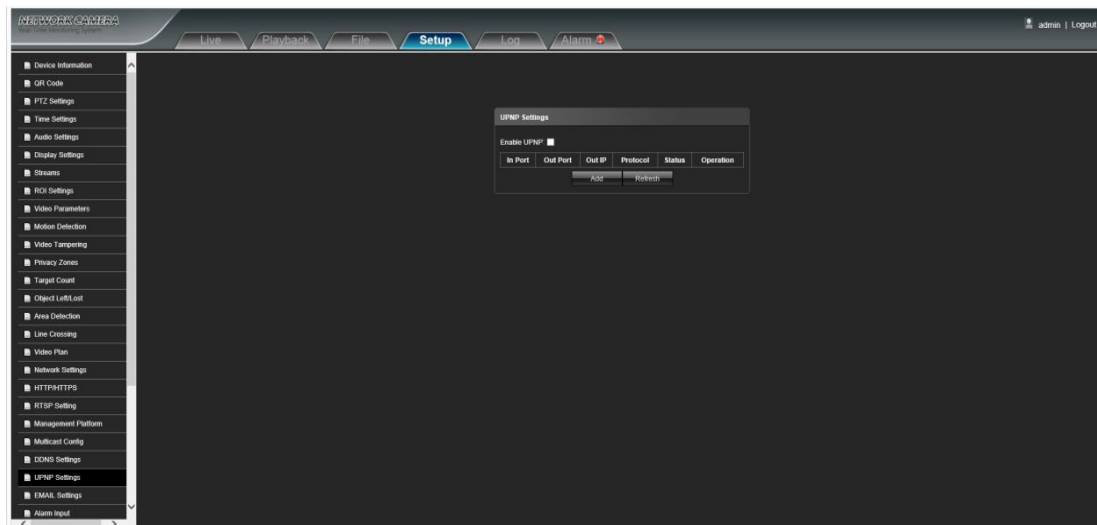 NETWORK CAMERA
Real-Time Monitoring System
admin | Logout
Live
Playback
File
Setup
Log
Alarm
Device Information
QR Code
PTZ Settings
Time Settings
Audio Settings
Display Settings
Streams
ROI Settings
Video Parameters
Motion Detection
Video Tampering
Privacy Zones
Target Count
Object Left/Lost
Area Detection
Line Crossing
Video Plan
Network Settings
HTTP/HTTPS
RTSP Setting
Management Platform
Multicast Config
DDNS Settings
UPNP Settings
EMAIL Settings
Alarm Input
UPNP Settings
Enable UPNP
In Port Out Port Out IP Protocol Status Operation
Add Refresh